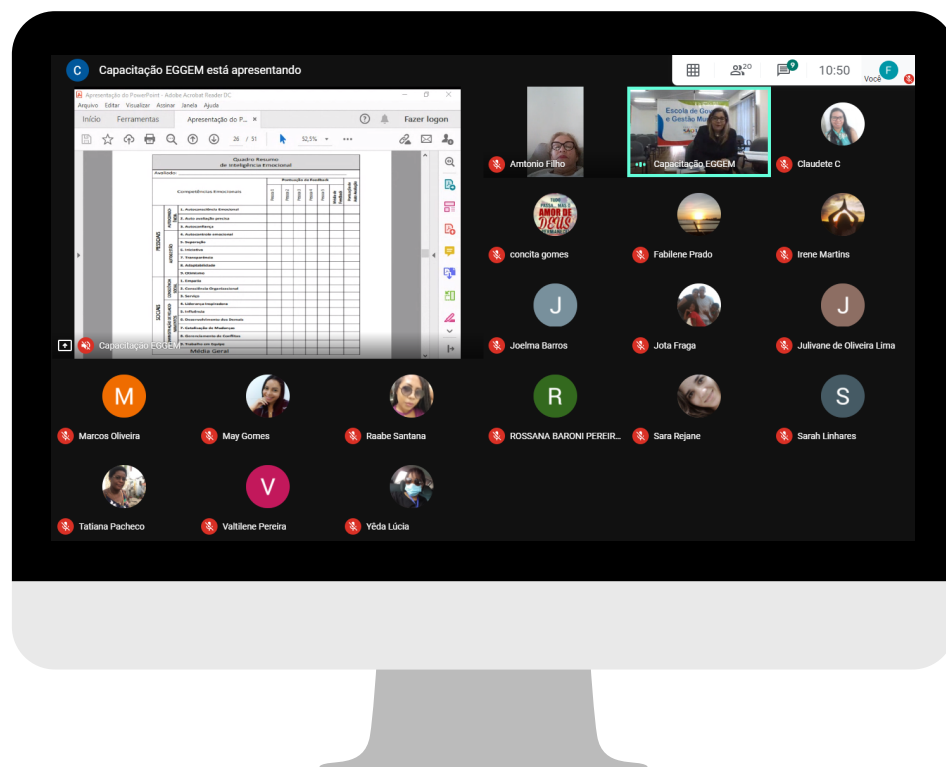 C
Capacitação EGGEM está apresentando
20
9
10:50
Você
F
Apresentação do PowerPoint - Adobe Acrobat Reader DC
Arquivo Editar Visualizar Assinar Janela Ajuda
Início Ferramentas Apresentação do P... × Fazer logon
26 / 51 52,5%
Quadro Resumo
de Inteligência Emocional
Avaliado:
Competências Emocionais
Pontuação do Feedback
PESSOAIS
1. Autoconsciência Emocional
2. Auto avaliação precisa
3. Autoconfiança
4. Autocontrole emocional
5. Superação
6. Iniciativa
7. Transparência
8. Adaptabilidade
9. Otimismo
SOCIAIS
1. Empatia
2. Consciência Organizacional
3. Serviço
4. Liderança Inspiradora
5. Influência
6. Desenvolvimento dos Demais
7. Catalisação de Mudanças
8. Gerenciamento de Conflitos
9. Trabalho em Equipe
Média Geral
Capacitação EGGEM
Amtonio Filho
Escola de Gov
e Gestão Mu
Capacitação EGGEM
Claudete C
AMOR DE
DEUS
concita gomes
Fabilene Prado
Irene Martins
J
Joelma Barros
Jota Fraga
J
Julivane de Oliveira Lima
M
Marcos Oliveira
May Gomes
Raabe Santana
R
ROSSANA BARONI PEREIR...
Sara Rejane
S
Sarah Linhares
Tatiana Pacheco
V
Valtilene Pereira
Yêda Lúcia